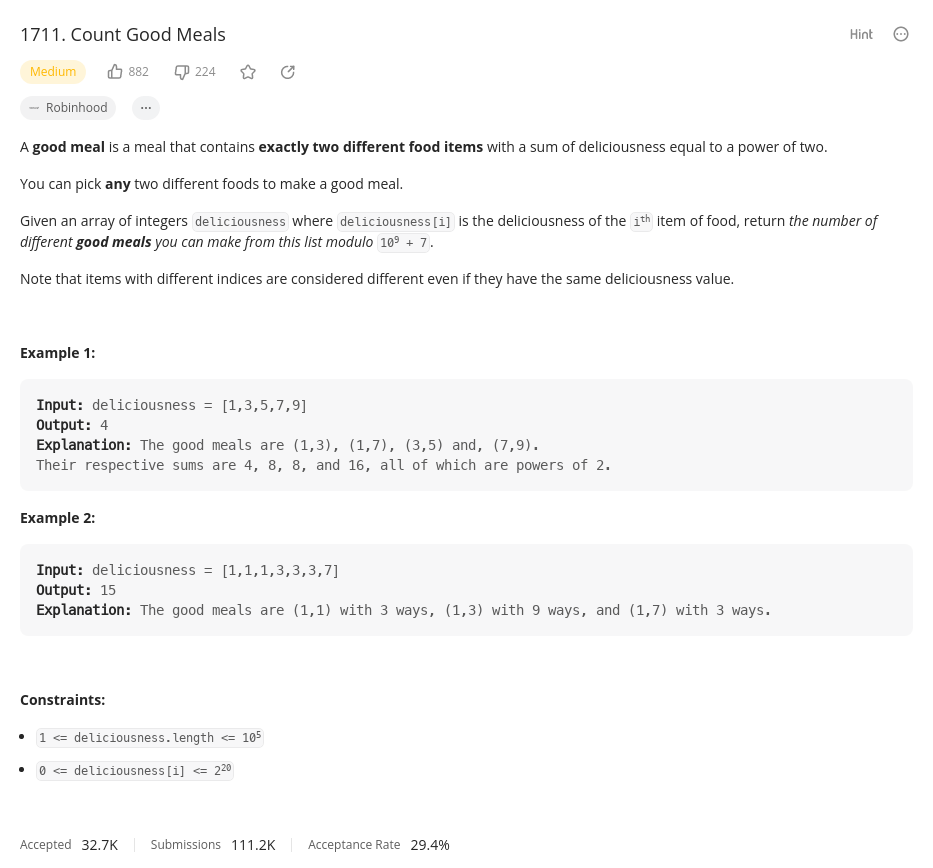 1711. Count Good Meals
Hint
Medium 882 224
Robinhood ...
A good meal is a meal that contains exactly two different food items with a sum of deliciousness equal to a power of two.
You can pick any two different foods to make a good meal.
Given an array of integers deliciousness where deliciousness[i] is the deliciousness of the iᵗʰ item of food, return the number of
different good meals you can make from this list modulo 10⁹ + 7.
Note that items with different indices are considered different even if they have the same deliciousness value.
Example 1:
Input: deliciousness = [1,3,5,7,9]
Output: 4
Explanation: The good meals are (1,3), (1,7), (3,5) and, (7,9).
Their respective sums are 4, 8, 8, and 16, all of which are powers of 2.
Example 2:
Input: deliciousness = [1,1,1,3,3,3,7]
Output: 15
Explanation: The good meals are (1,1) with 3 ways, (1,3) with 9 ways, and (1,7) with 3 ways.
Constraints:
• 1 <= deliciousness.length <= 10⁵
• 0 <= deliciousness[i] <= 2²⁰
Accepted 32.7K Submissions 111.2K Acceptance Rate 29.4%